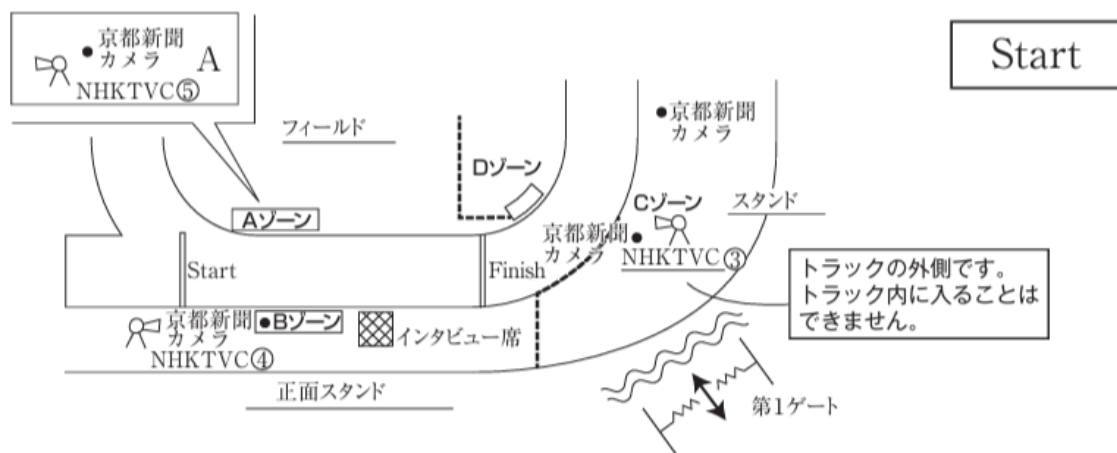 京都新聞
カメラ
A
NHKTVC⑤
Start
フィールド
京都新聞
カメラ
Dゾーン
Cゾーン
スタンド
Aゾーン
京都新聞
カメラ
NHKTVC③
Start
Finish
トラックの外側です。
トラック内に入ることは
できません。
京都新聞
カメラ
NHKTVC④
Bゾーン
インタビュー席
正面スタンド
第1ゲート